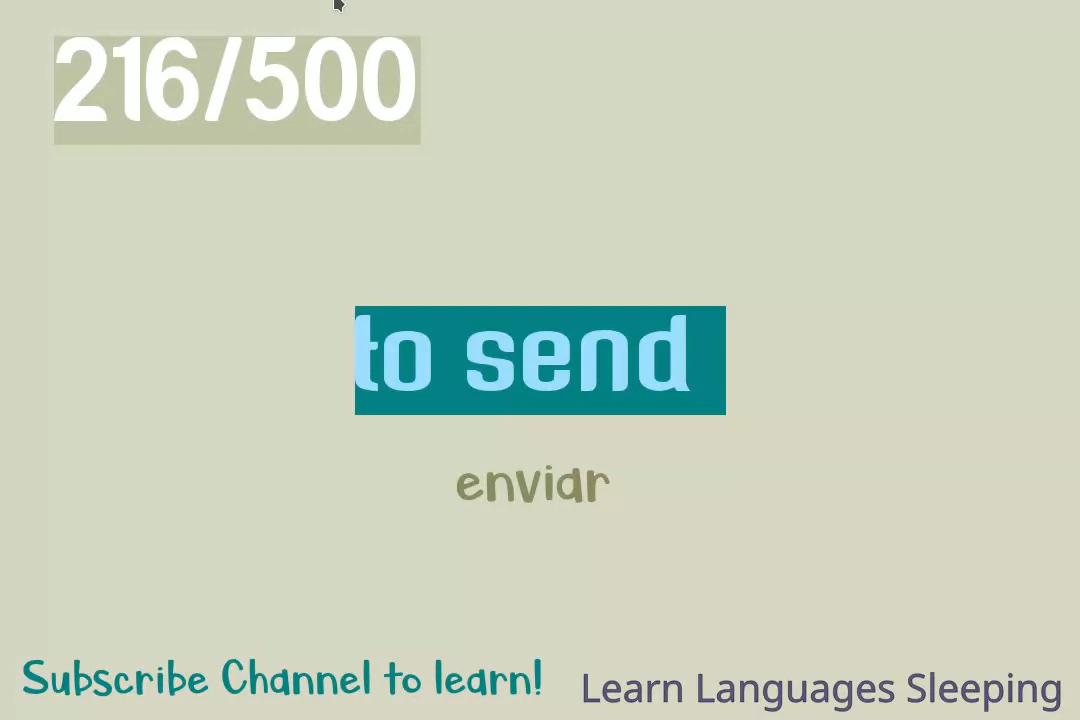 216/500
to send
enviar
Subscribe Channel to learn!
Learn Languages Sleeping